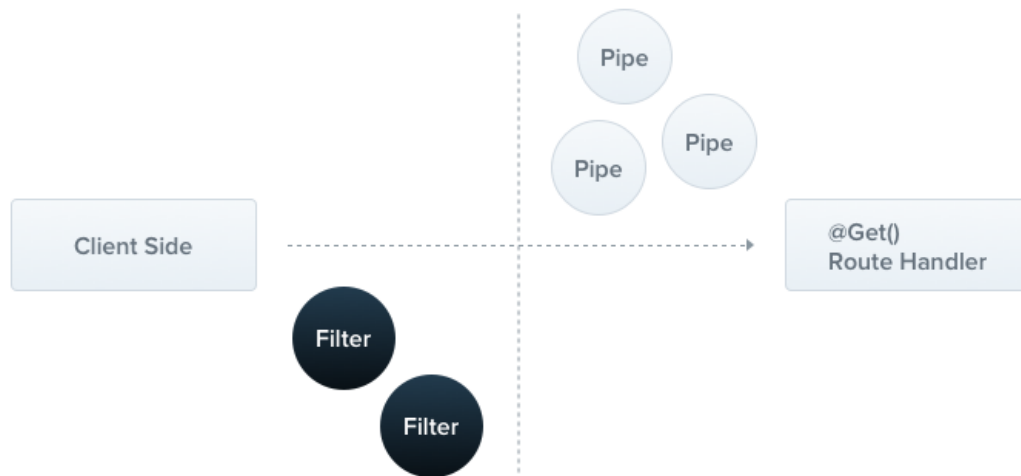 Pipe
Pipe
Pipe
Client Side
@Get()
Route Handler
Filter
Filter